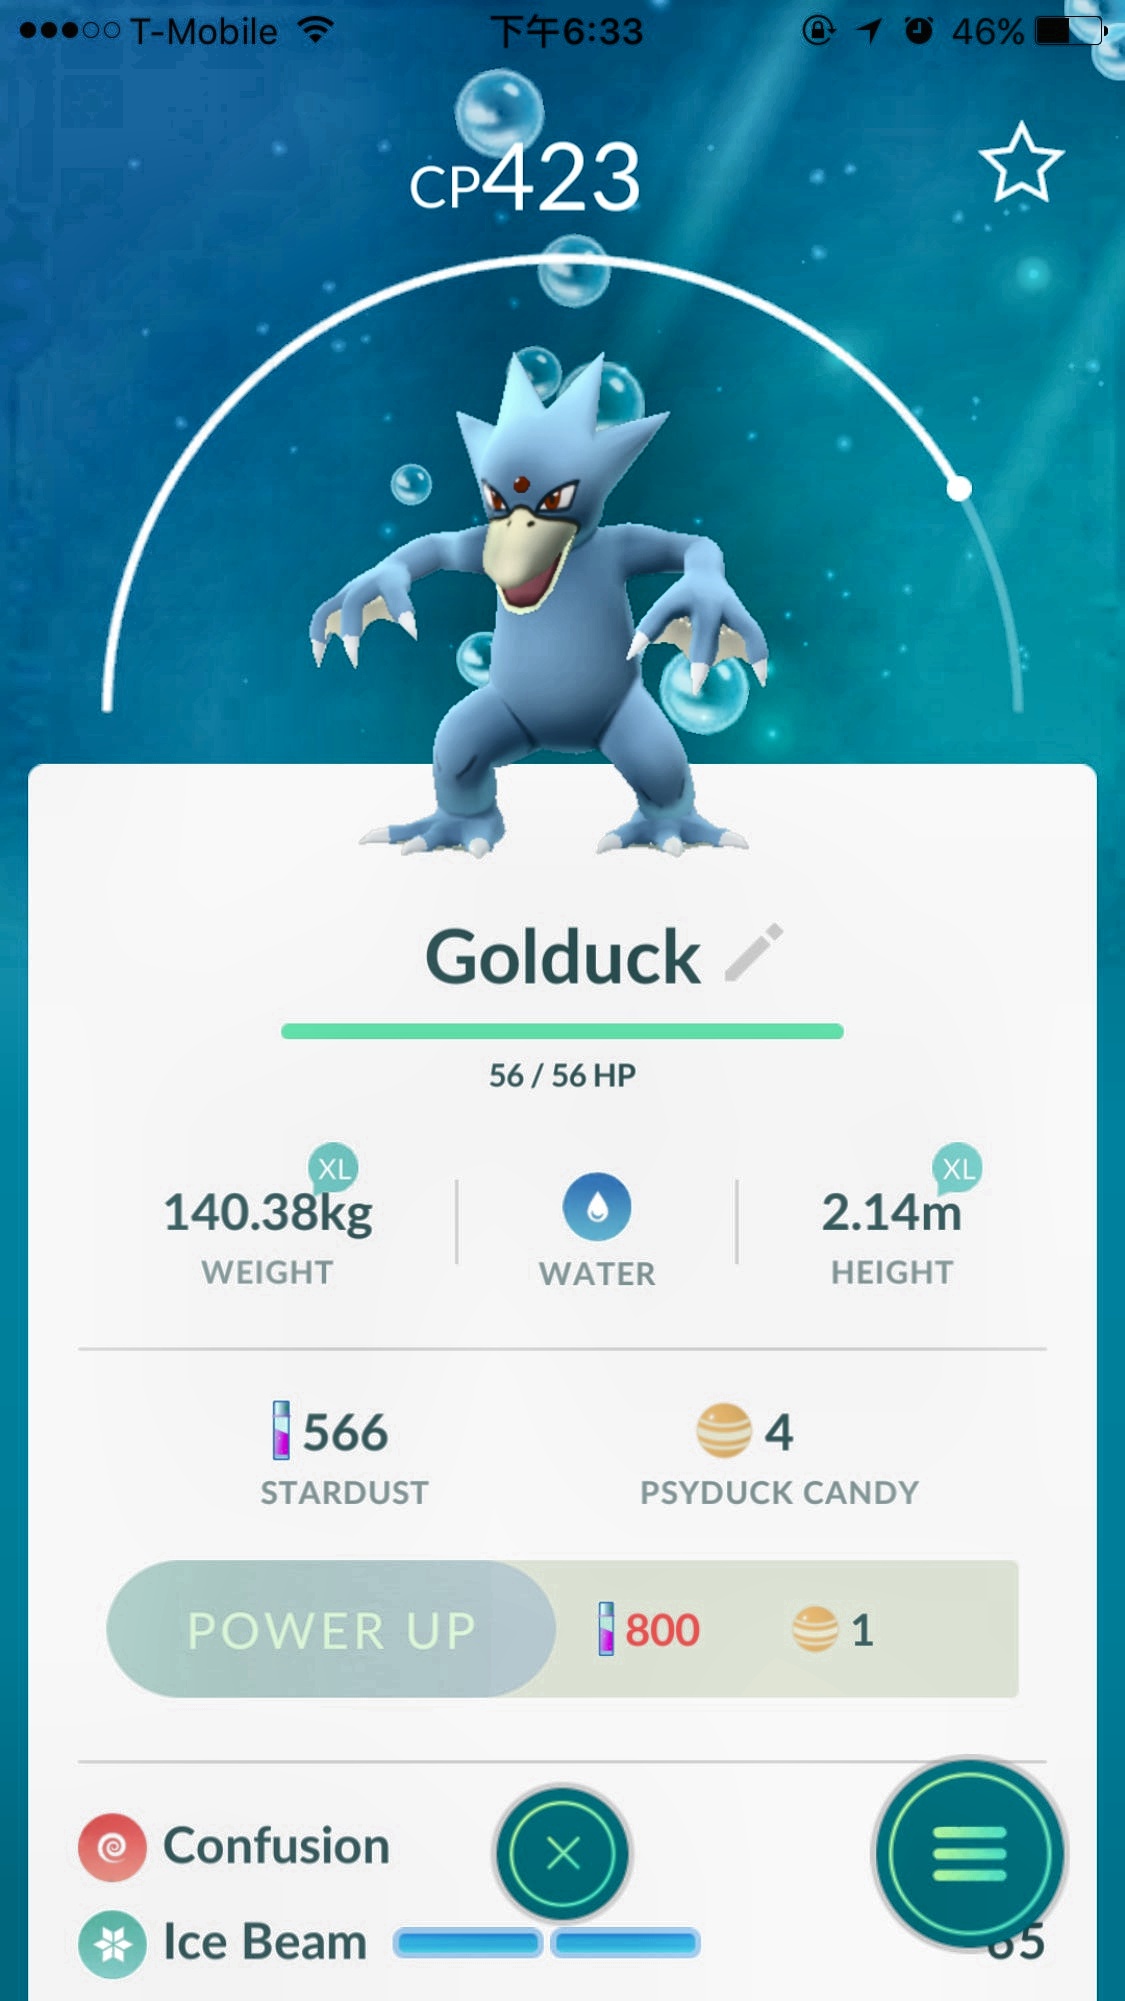 T-Mobile 下午6:33 46%
CP423
Golduck
56 / 56 HP
XL XL
140.38kg 2.14m
WEIGHT WATER HEIGHT
566 4
STARDUST PSYDUCK CANDY
POWER UP 800 1
Confusion
Ice Beam